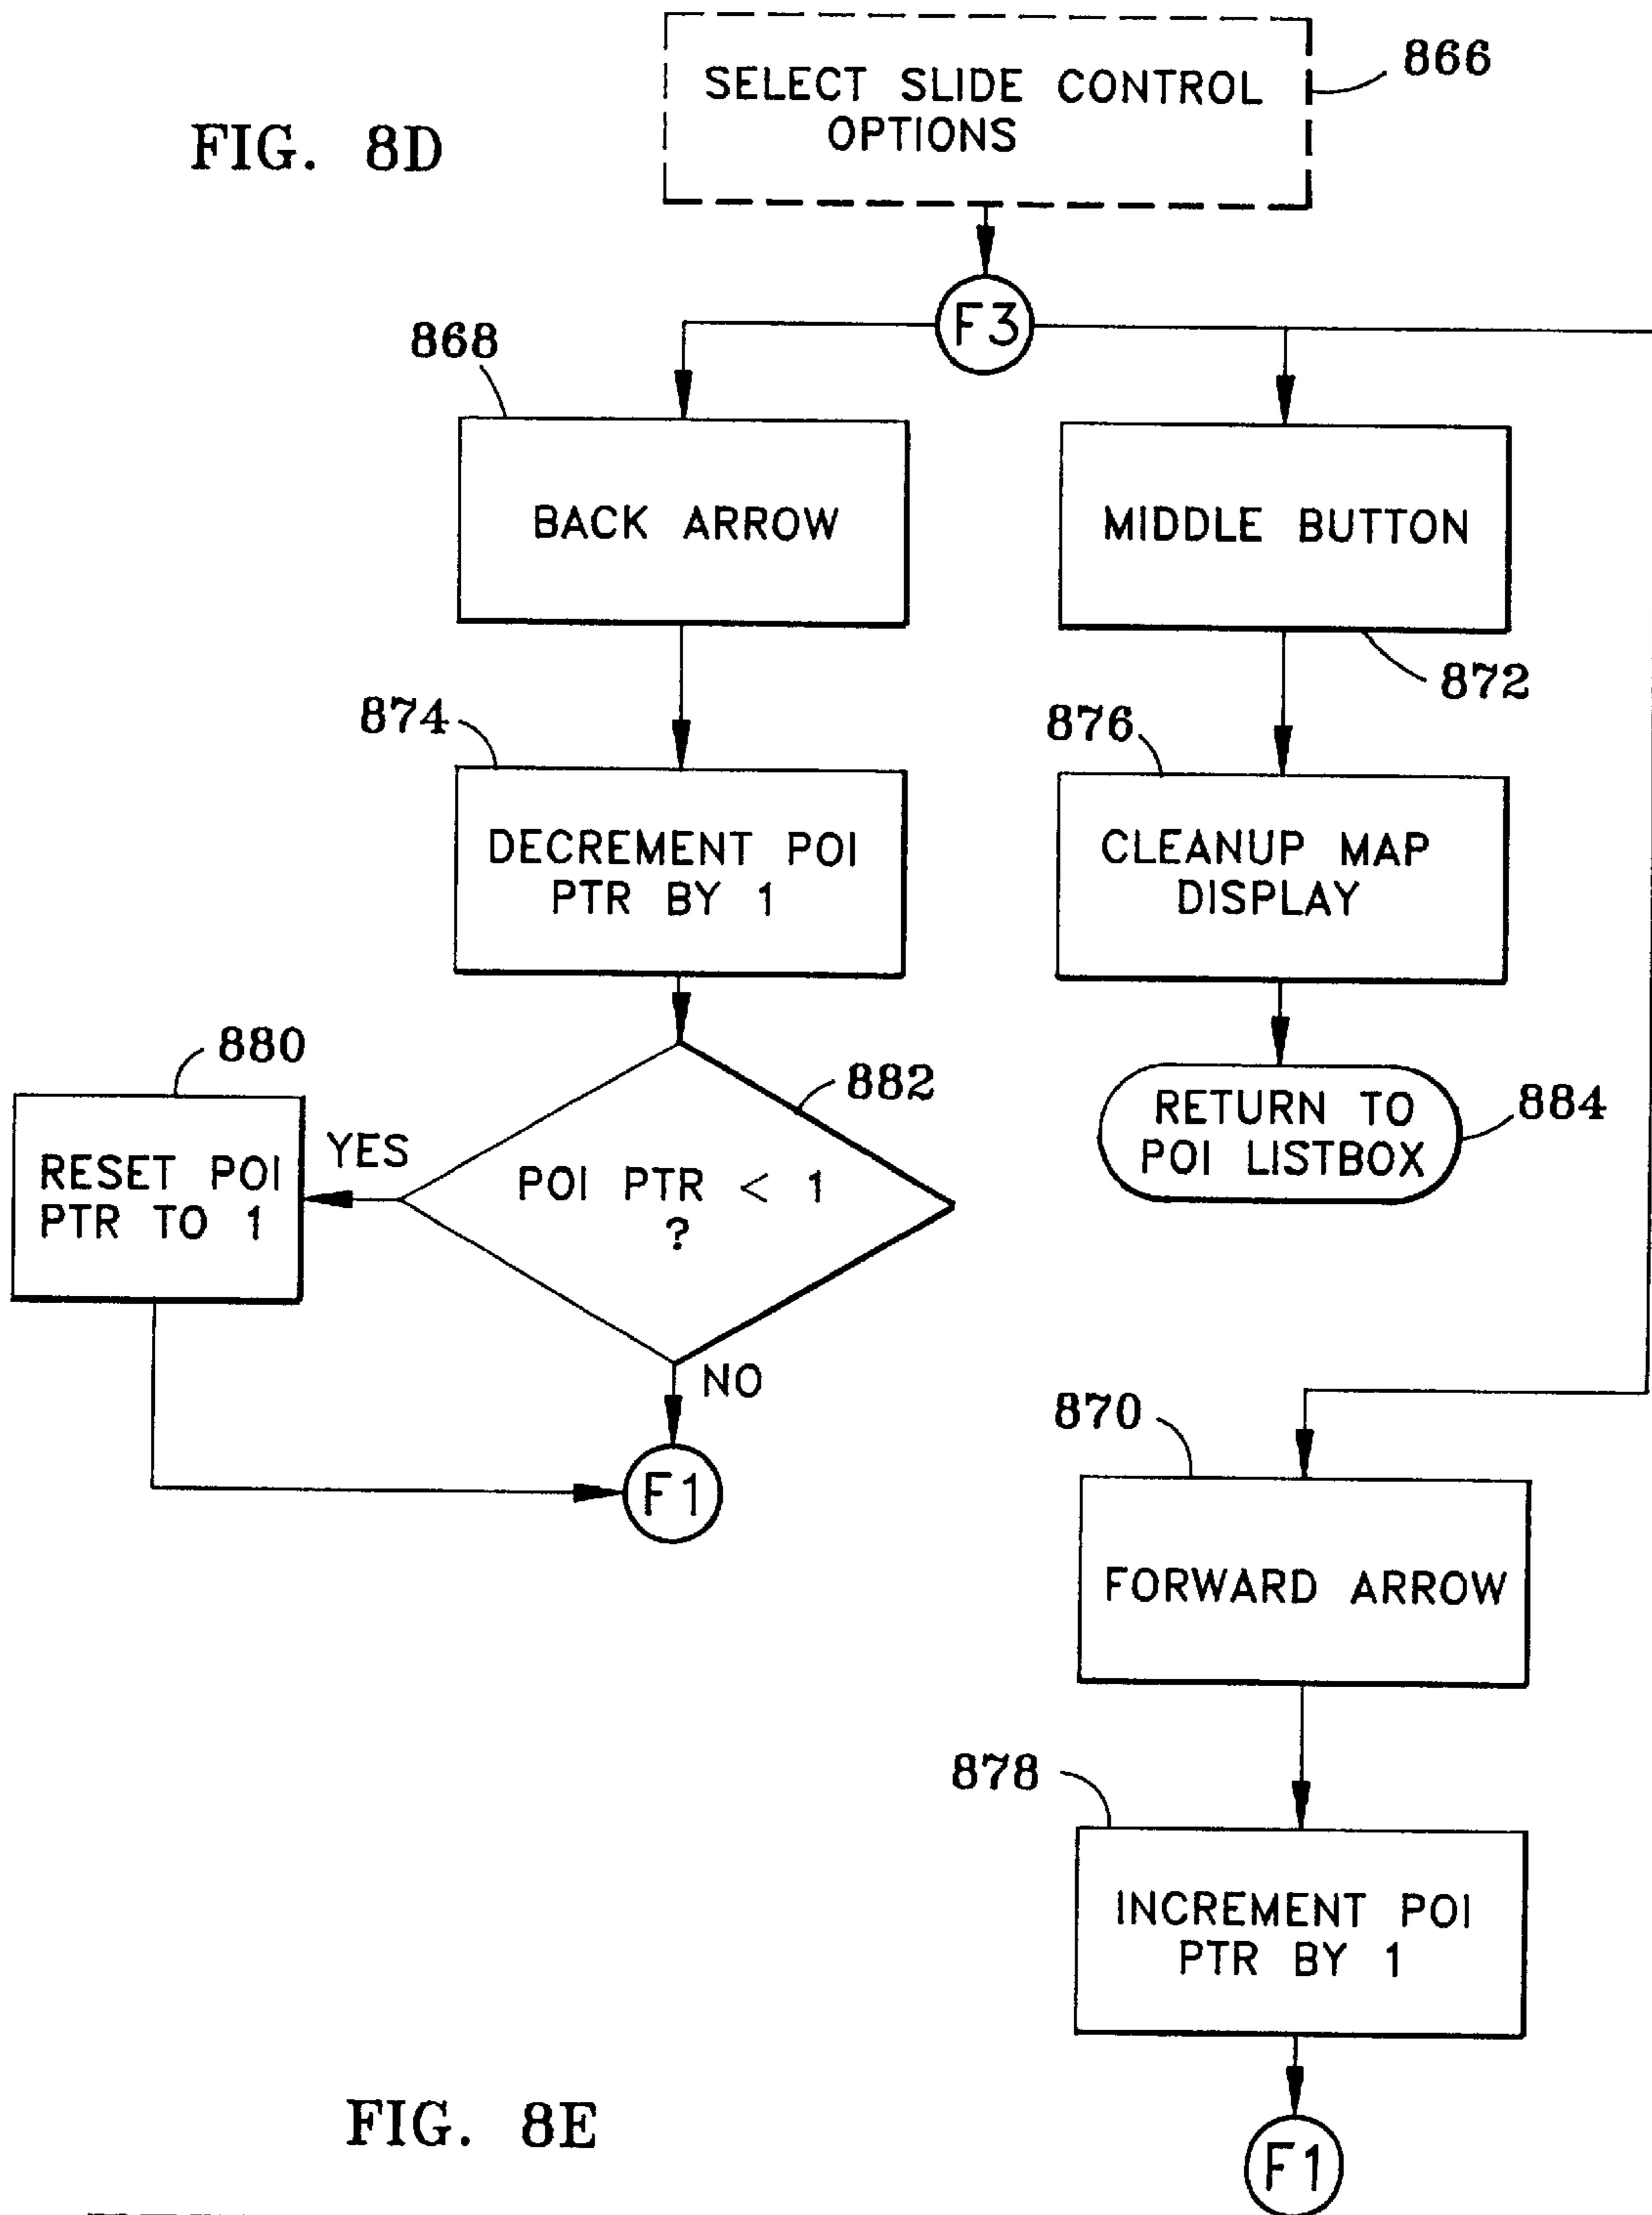 FIG. 8D
SELECT SLIDE CONTROL
OPTIONS
866
F3
868
BACK ARROW
MIDDLE BUTTON
872
874
DECREMENT POI
PTR BY 1
876
CLEANUP MAP
DISPLAY
880
RESET POI
PTR TO 1
YES
882
POI PTR < 1
?
NO
F1
RETURN TO
POI LISTBOX
884
870
FORWARD ARROW
878
INCREMENT POI
PTR BY 1
F1
FIG. 8E